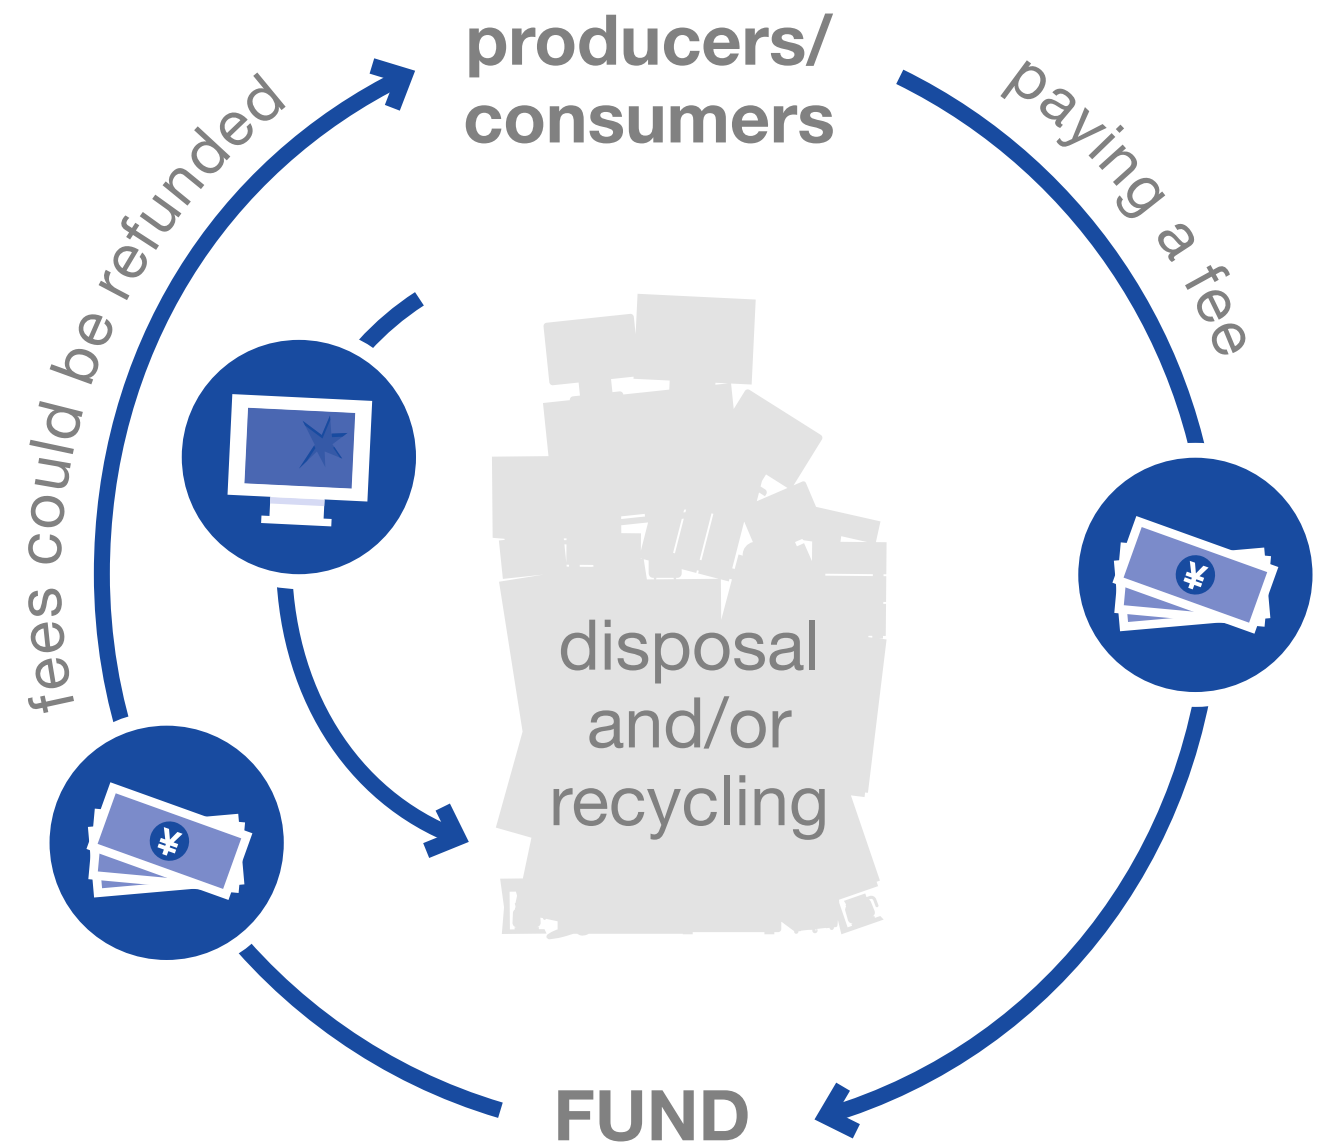 producers/
consumers
paying a fee
fees could be refunded
¥
disposal
and/or
recycling
¥
FUND